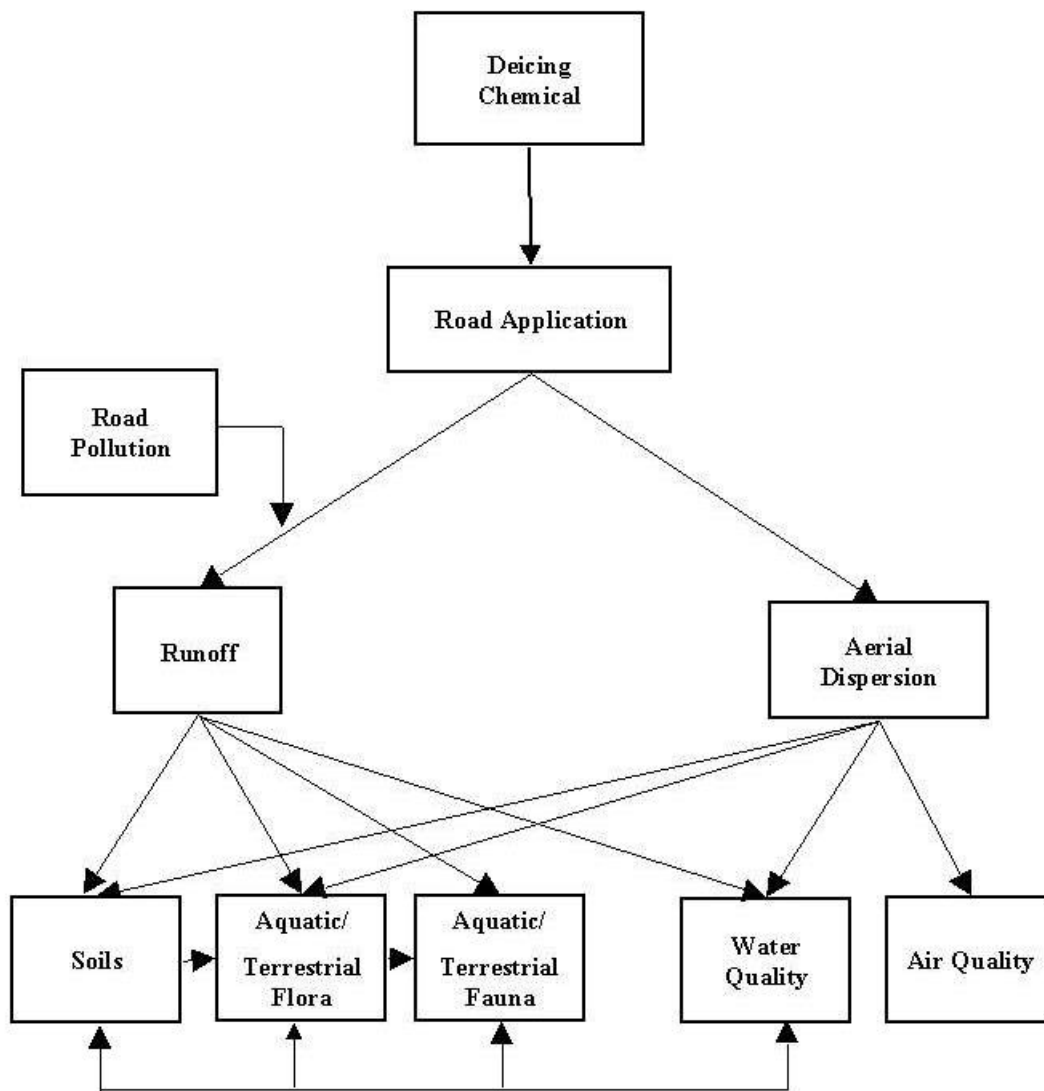 Deicing
Chemical
Road Application
Road
Pollution
Runoff
Aerial
Dispersion
Soils
Aquatic/
Terrestrial
Flora
Aquatic/
Terrestrial
Fauna
Water
Quality
Air Quality